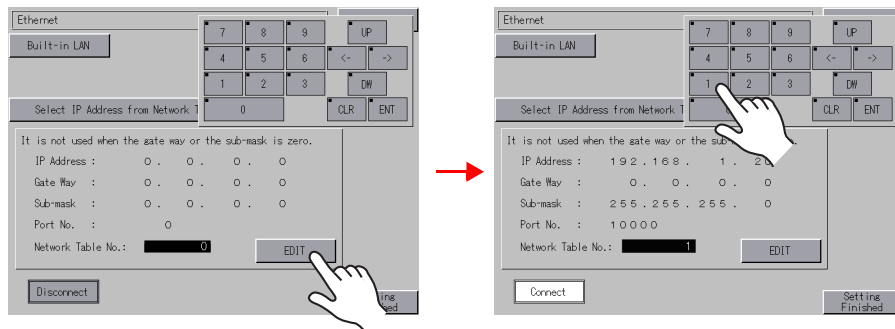 Ethernet
7 8 9 UP
Built-in LAN
4 5 6 <- ->
1 2 3 DW
Select IP Address from Network T
0 CLR ENT
It is not used when the gate way or the sub-mask is zero.
IP Address : 0. 0. 0. 0
Gate Way : 0. 0. 0. 0
Sub-mask : 0. 0. 0. 0
Port No. : 0
Network Table No.: 0
EDIT
Disconnect
Ethernet
7 8 9 UP
Built-in LAN
4 5 6 <- ->
1 2 3 DW
Select IP Address from Network T
CLR ENT
It is not used when the gate way or the
IP Address : 192.168. 1.
Gate Way : 0. 0. 0. 0
Sub-mask : 255.255.255. 0
Port No. : 10000
Network Table No.: 1
EDIT
Connect
Setting
Finished